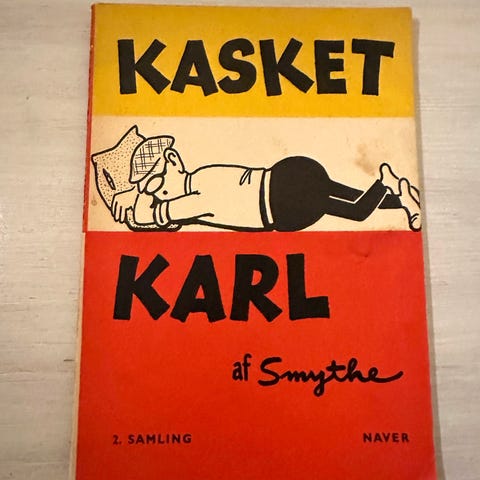 KASKET
KARL
af Smythe
2. SAMLING NAVER